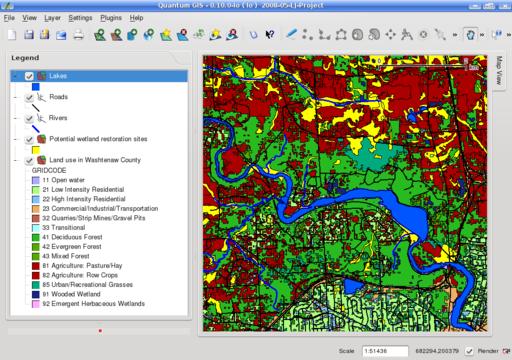 Quantum GIS - 0.10.0-Io ('Io') 2008-05-LJ-Project
File View Layer Settings Plugins Help
Legend
Lakes
Roads
Rivers
Potential wetland restoration sites
Land use in Washtenaw County
GRIDCODE
11 Open water
21 Low Intensity Residential
22 High Intensity Residential
23 Commercial/Industrial/Transportation
32 Quarries/Strip Mines/Gravel Pits
33 Transitional
41 Deciduous Forest
42 Evergreen Forest
43 Mixed Forest
81 Agriculture: Pasture/Hay
82 Agriculture: Row Crops
85 Urban/Recreational Grasses
91 Wooded Wetland
92 Emergent Herbaceous Wetlands
Map View
Scale 1:51436 682294,200379 Render